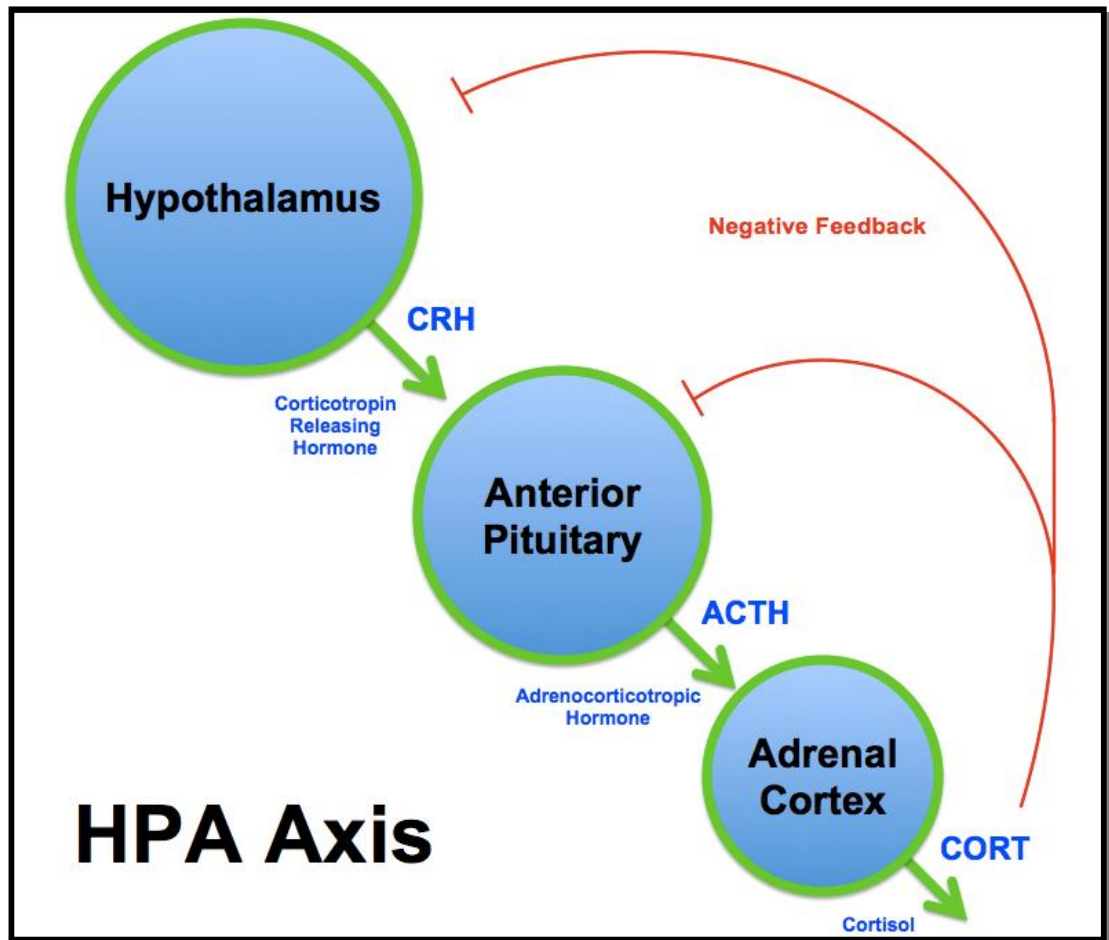 Hypothalamus
Negative Feedback
CRH
Corticotropin
Releasing
Hormone
Anterior
Pituitary
ACTH
Adrenocorticotropic
Hormone
Adrenal
Cortex
HPA Axis
CORT
Cortisol